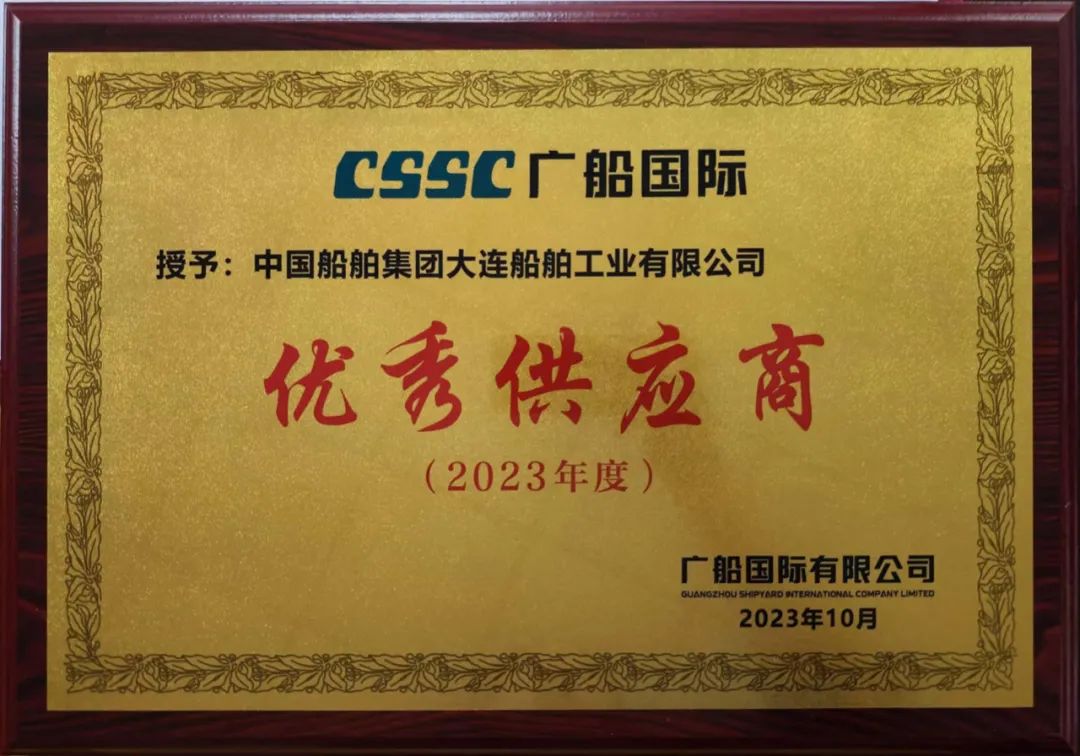 CSSC 广船国际
授予：中国船舶集团大连船舶工业有限公司
优秀供应商
（2023年度）
广船国际有限公司
GUANGZHOU SHIPYARD INTERNATIONAL COMPANY LIMITED
2023年10月